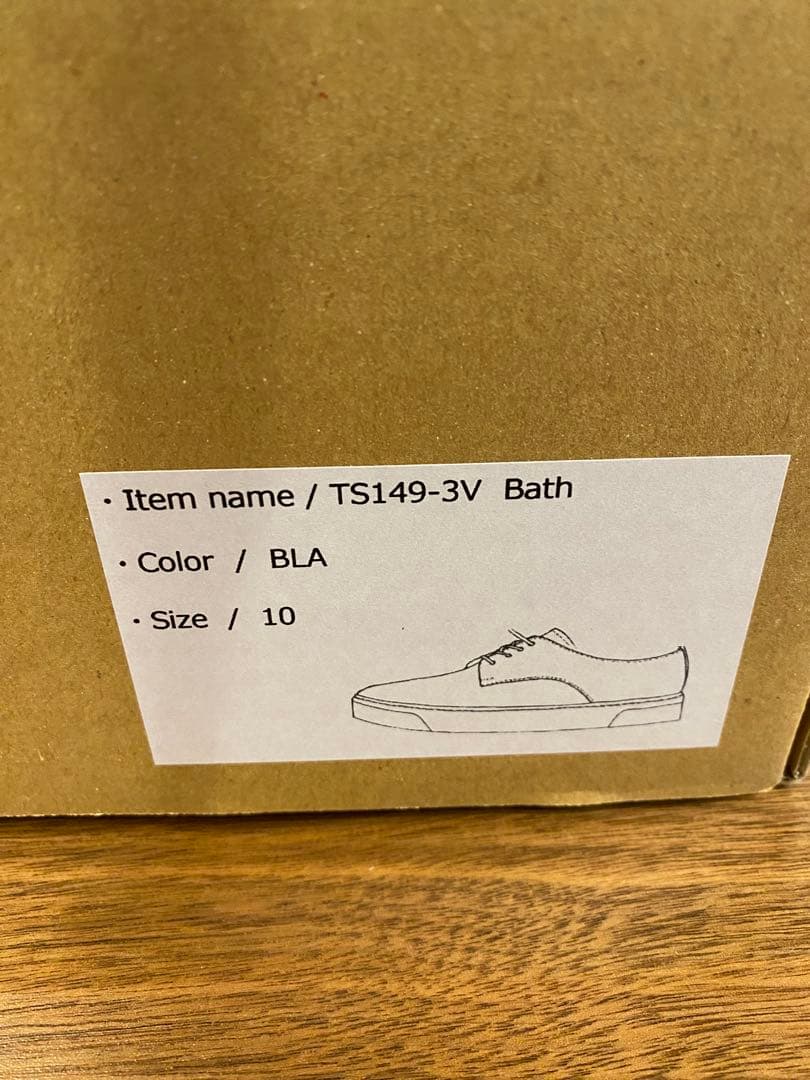 ・Item name / TS149-3V Bath
・Color / BLA
・Size / 10